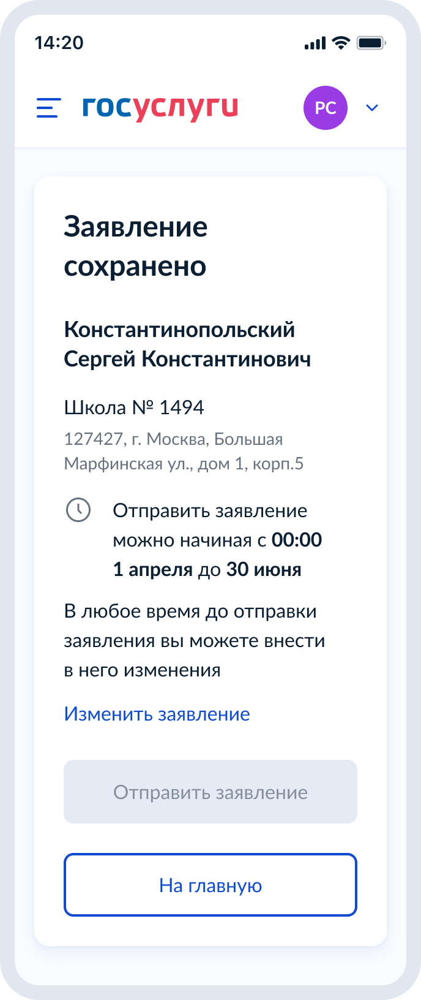 14:20
госуслуги
РС
Заявление
сохранено
Константинопольский
Сергей Константинович
Школа № 1494
127427, г. Москва, Большая
Марфинская ул., дом 1, корп.5
Отправить заявление
можно начиная с 00:00
1 апреля до 30 июня
В любое время до отправки
заявления вы можете внести
в него изменения
Изменить заявление
Отправить заявление
На главную